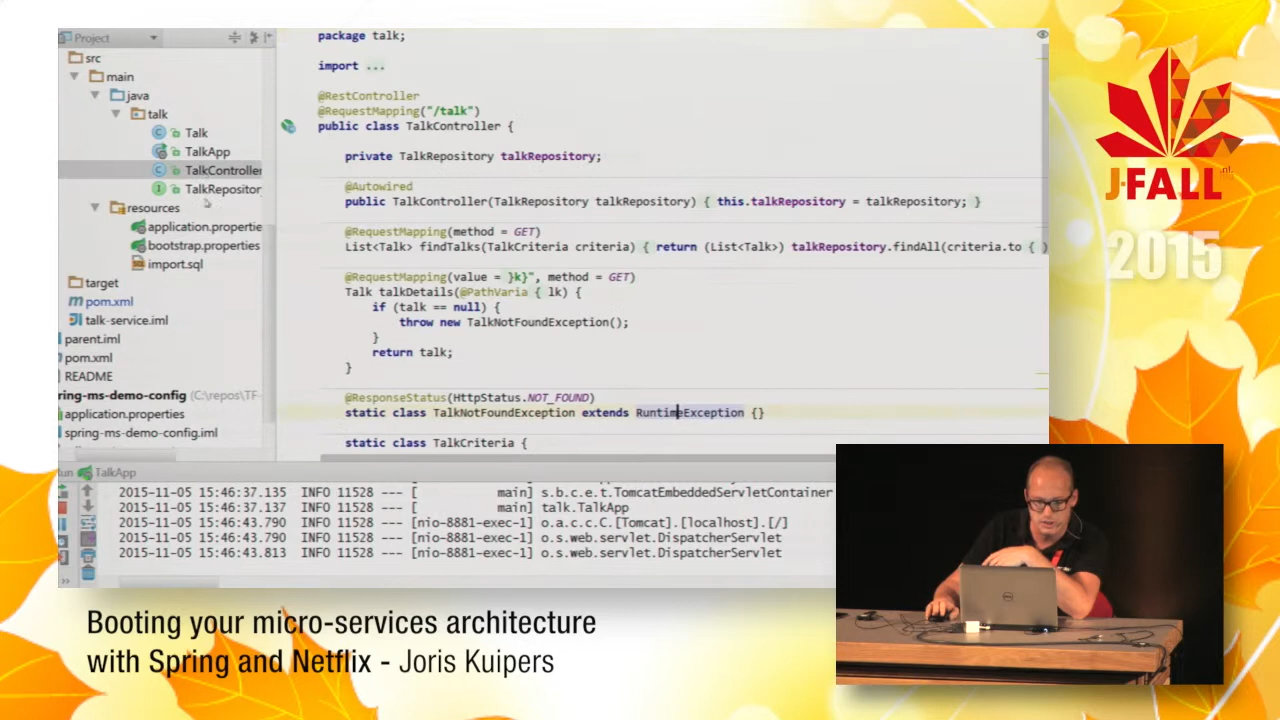 Project
src
main
java
talk
Talk
TalkApp
TalkController
TalkRepositor
resources
application.propertie
bootstrap.properties
import.sql
target
pom.xml
talk-service.iml
parent.iml
pom.xml
README
ring-ms-demo-config (C:\repos\TF-
application.properties
spring-ms-demo-config.iml
package talk;
import ...
@RestController
@RequestMapping("/talk")
public class TalkController {
private TalkRepository talkRepository;
@Autowired
public TalkController(TalkRepository talkRepository) { this.talkRepository = talkRepository; }
@RequestMapping(method = GET)
List<Talk> findTalks(TalkCriteria criteria) { return (List<Talk>) talkRepository.findAll(criteria.to { )
@RequestMapping(value = }k}", method = GET)
Talk talkDetails(@PathVaria { lk) {
if (talk == null) {
throw new TalkNotFoundException();
}
return talk;
}
@ResponseStatus(HttpStatus.NOT_FOUND)
static class TalkNotFoundException extends RuntimeException {}
static class TalkCriteria {
un TalkApp
2015-11-05 15:46:37.135 INFO 11528 --- [ main] s.b.c.e.t.TomcatEmbeddedServletContainer
2015-11-05 15:46:37.137 INFO 11528 --- [ main] talk.TalkApp
2015-11-05 15:46:43.790 INFO 11528 --- [nio-8881-exec-1] o.a.c.c.C.[Tomcat].[localhost].[/]
2015-11-05 15:46:43.790 INFO 11528 --- [nio-8881-exec-1] o.s.web.servlet.DispatcherServlet
2015-11-05 15:46:43.813 INFO 11528 --- [nio-8881-exec-1] o.s.web.servlet.DispatcherServlet
J-FALL.nl
2015
DELL
Booting your micro-services architecture
with Spring and Netflix - Joris Kuipers